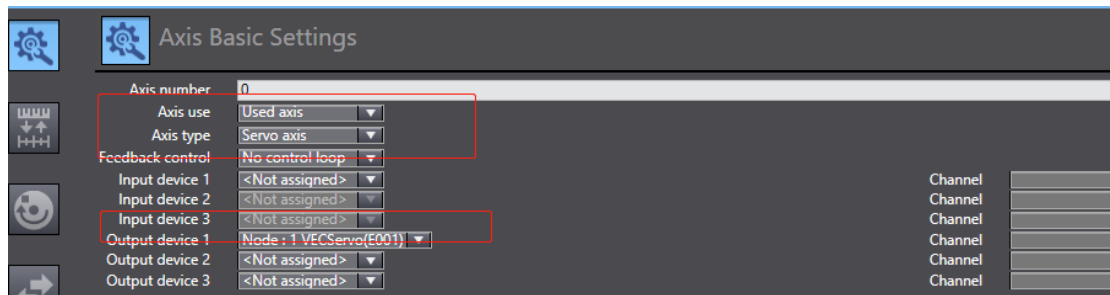 Axis Basic Settings
Axis number 0
Axis use Used axis
Axis type Servo axis
Feedback control No control loop
Input device 1 <Not assigned> Channel
Input device 2 <Not assigned> Channel
Input device 3 <Not assigned> Channel
Output device 1 Node : 1 VECServo(E001) Channel
Output device 2 <Not assigned> Channel
Output device 3 <Not assigned> Channel